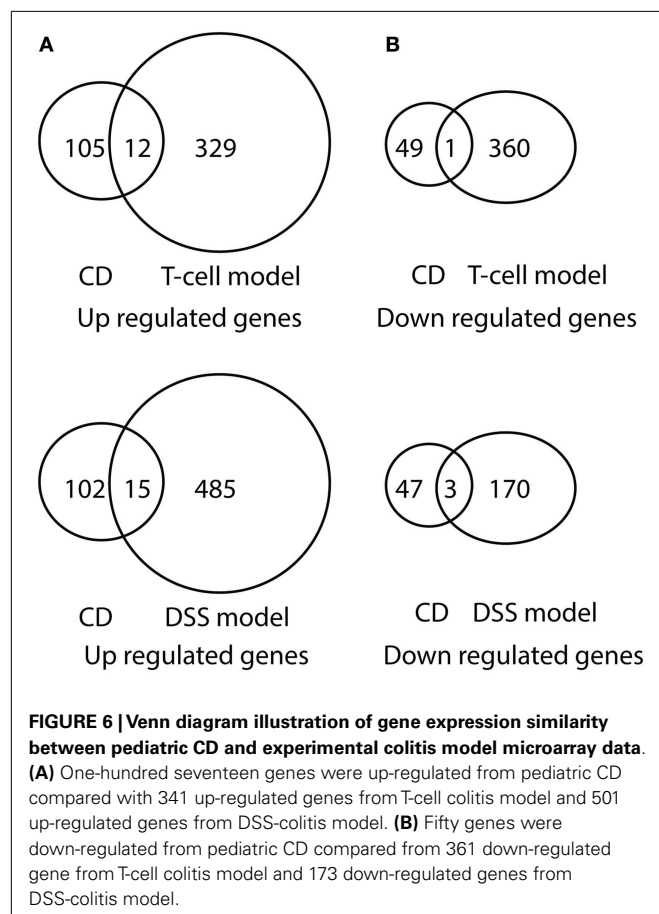 A
B
105 12 329
49 1 360
CD T-cell model
Up regulated genes
CD T-cell model
Down regulated genes
102 15 485
47 3 170
CD DSS model
Up regulated genes
CD DSS model
Down regulated genes
FIGURE 6 | Venn diagram illustration of gene expression similarity
between pediatric CD and experimental colitis model microarray data.
(A) One-hundred seventeen genes were up-regulated from pediatric CD
compared with 341 up-regulated genes from T-cell colitis model and 501
up-regulated genes from DSS-colitis model. (B) Fifty genes were
down-regulated from pediatric CD compared from 361 down-regulated
gene from T-cell colitis model and 173 down-regulated genes from
DSS-colitis model.